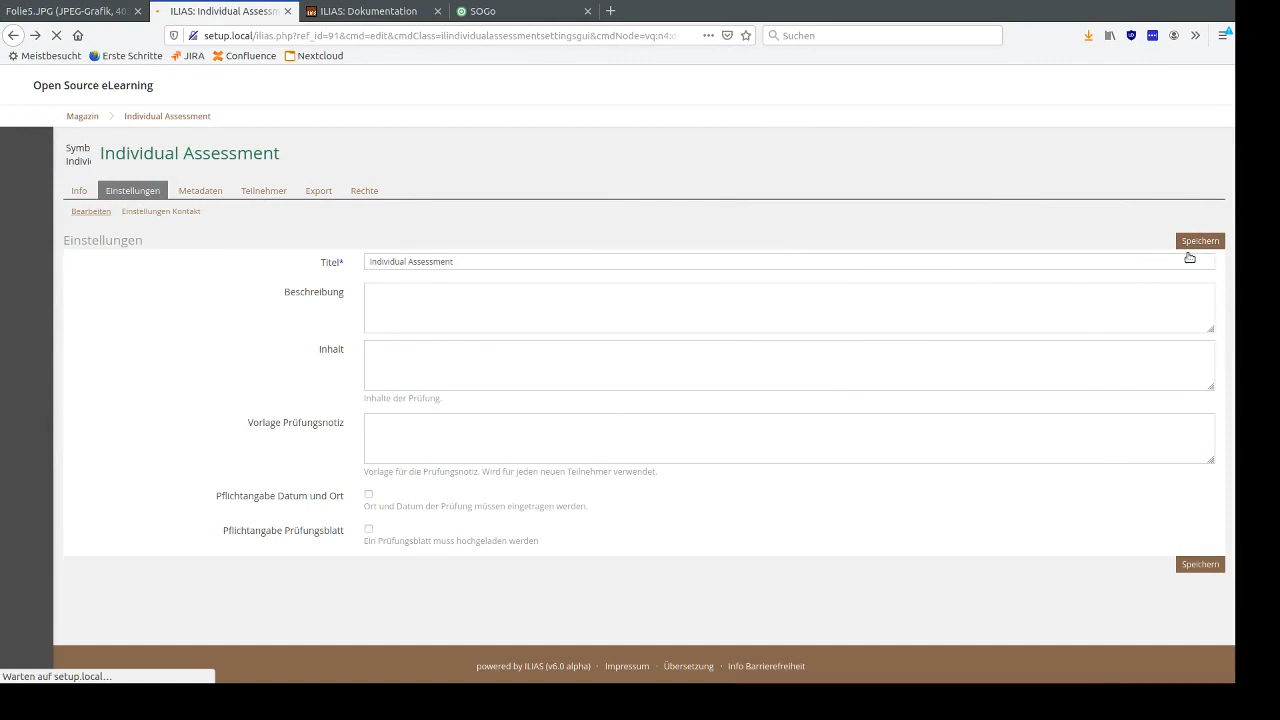 Folie5.JPG (JPEG-Grafik, 40
ILIAS: Individual Assessm
ILIAS: Dokumentation
SOGo
setup.local/ilias.php?ref_id=91&cmd=edit&cmdClass=ilindividualassessmentsettingsgui&cmdNode=vq:n4:
Suchen
Meistbesucht
Erste Schritte
JIRA
Confluence
Nextcloud
Open Source eLearning
Magazin
Individual Assessment
Symb
Indivi
Individual Assessment
Info
Einstellungen
Metadaten
Teilnehmer
Export
Rechte
Bearbeiten
Einstellungen Kontakt
Einstellungen
Speichern
Titel*
Individual Assessment
Beschreibung
Inhalt
Inhalte der Prüfung.
Vorlage Prüfungsnotiz
Vorlage für die Prüfungsnotiz. Wird für jeden neuen Teilnehmer verwendet.
Pflichtangabe Datum und Ort
Ort und Datum der Prüfung müssen eingetragen werden.
Pflichtangabe Prüfungsblatt
Ein Prüfungsblatt muss hochgeladen werden
Speichern
powered by ILIAS (v6.0 alpha) · Impressum · Übersetzung · Info Barrierefreiheit
Warten auf setup.local...